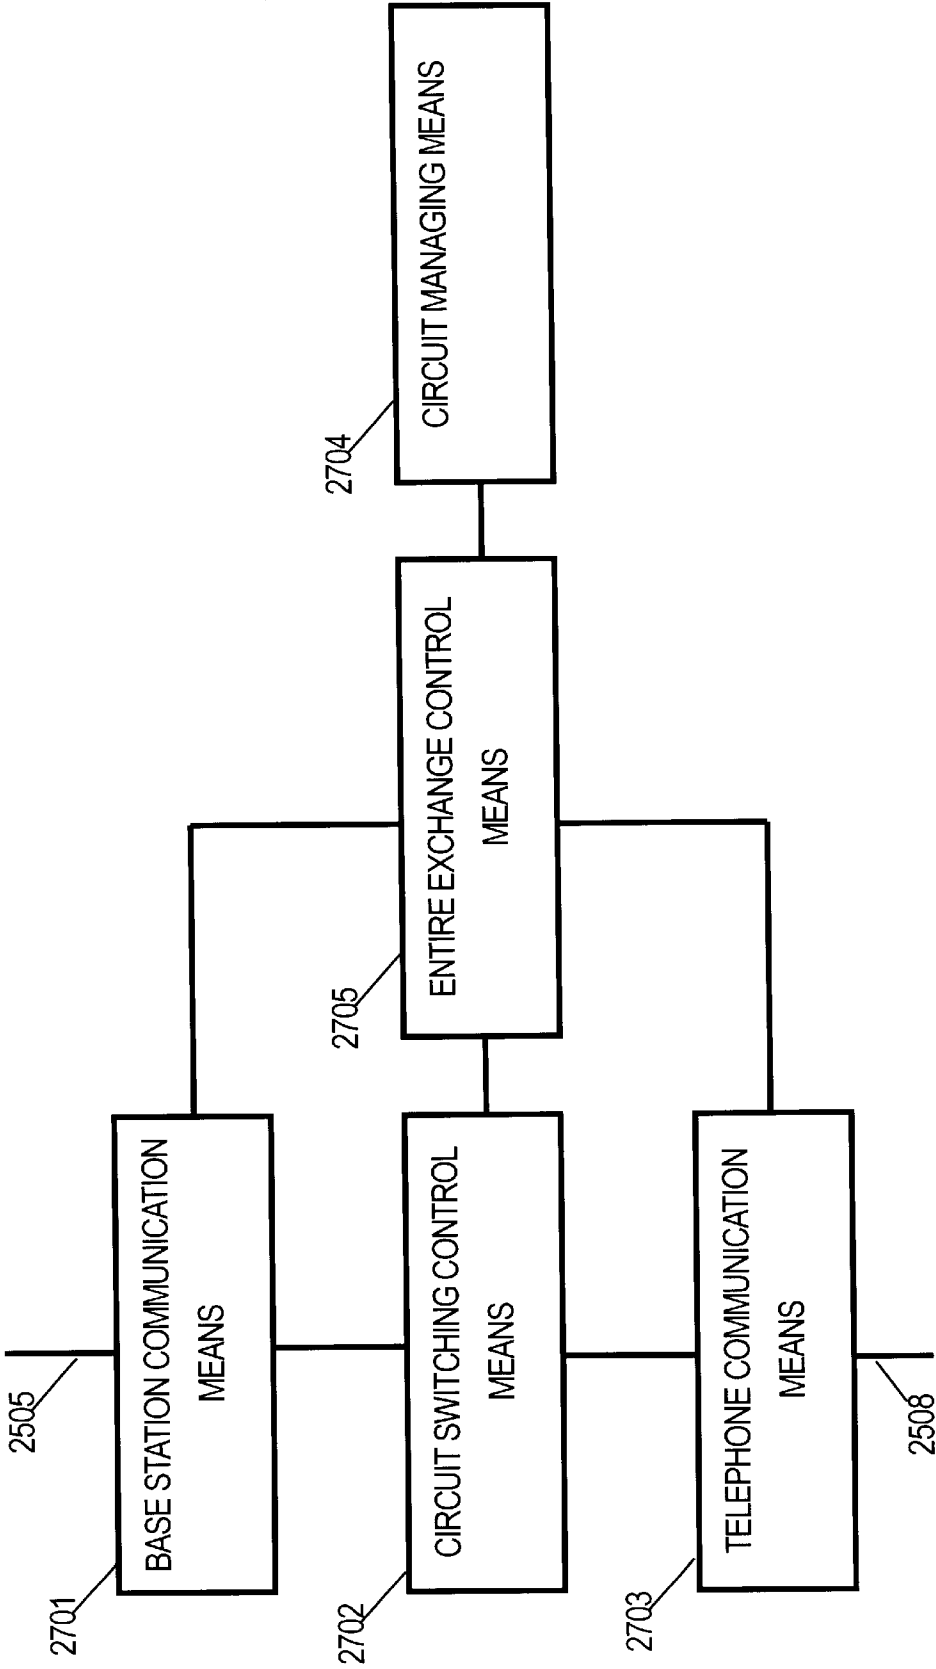 2505
2701
BASE STATION COMMUNICATION
MEANS
2702
CIRCUIT SWITCHING CONTROL
MEANS
2703
TELEPHONE COMMUNICATION
MEANS
2508
2705
ENTIRE EXCHANGE CONTROL
MEANS
2704
CIRCUIT MANAGING MEANS